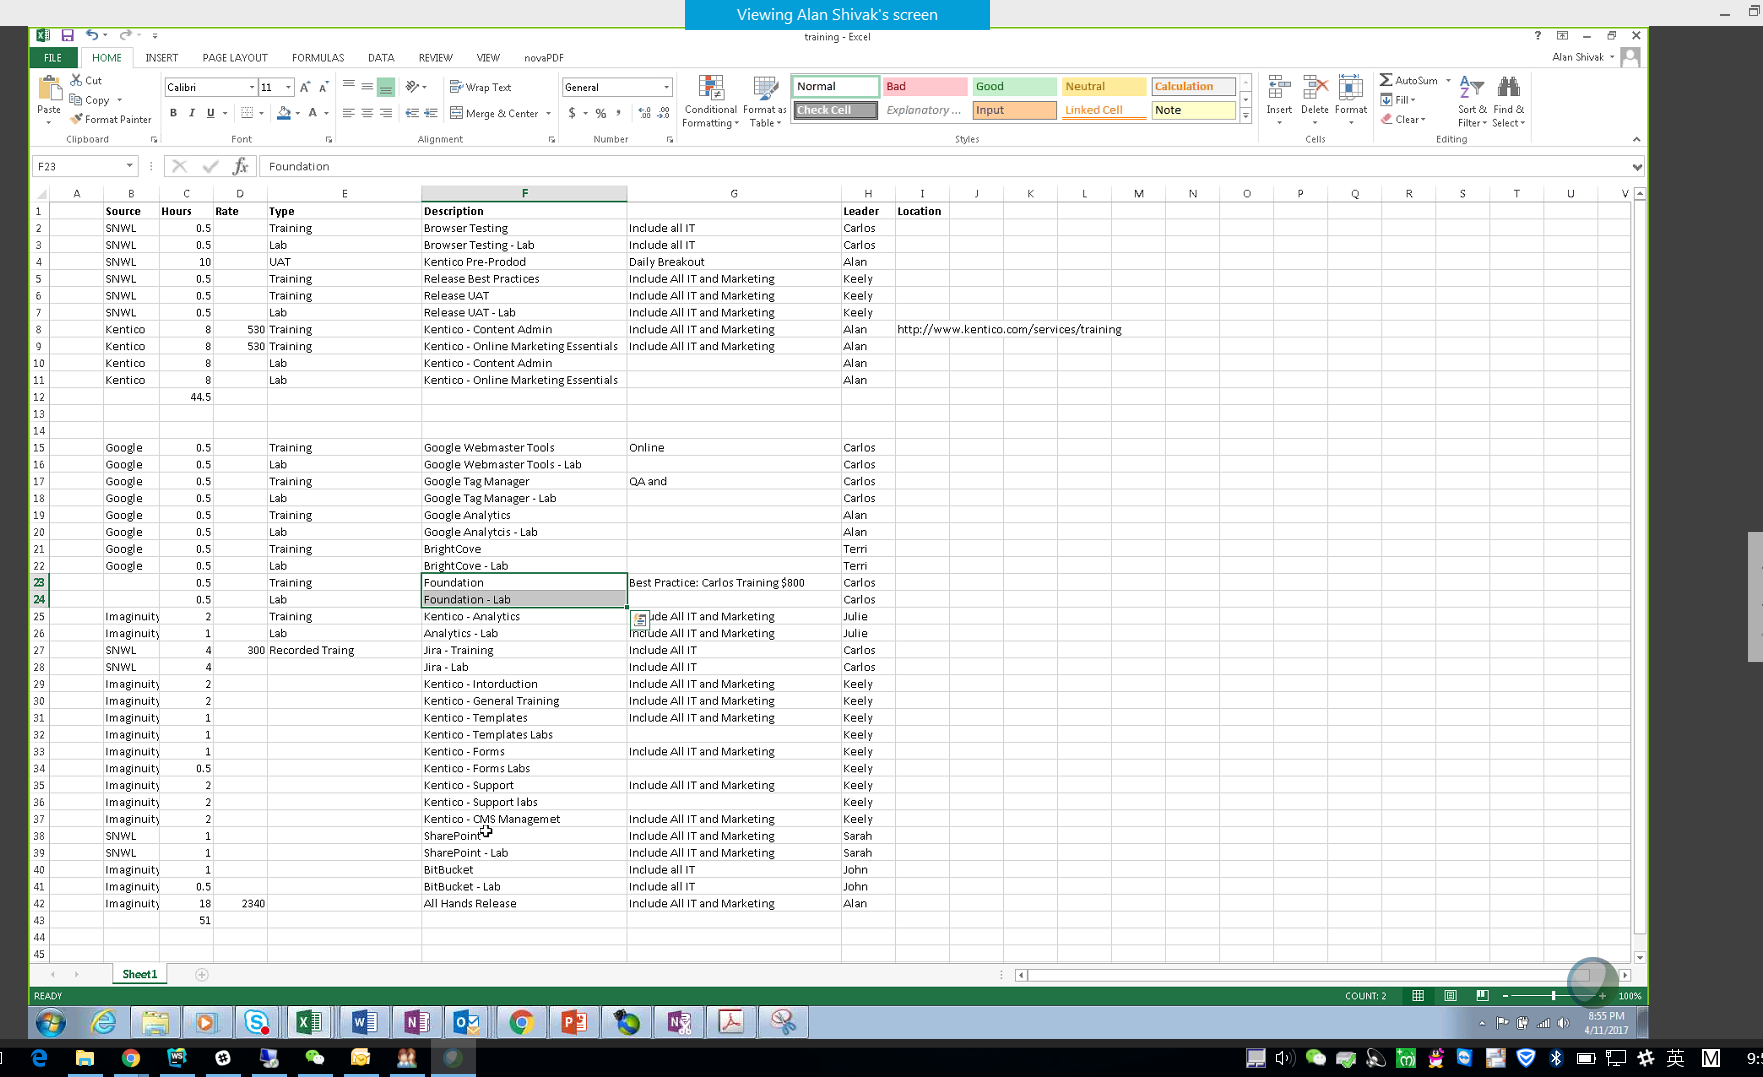 Viewing Alan Shivak's screen
training - Excel
FILE HOME INSERT PAGE LAYOUT FORMULAS DATA REVIEW VIEW novaPDF Alan Shivak
Paste Cut Copy Format Painter Clipboard
Calibri 11 B I U A Font
Wrap Text Merge & Center Alignment
General $ % Number
Conditional Formatting Format as Table
Normal Bad Good Neutral Calculation
Check Cell Explanatory ... Input Linked Cell Note
Styles
Insert Delete Format Cells
AutoSum Fill Clear Sort & Filter Find & Select Editing
F23 fx Foundation
A B C D E F G H I J K L M N O P Q R S T U V
1 Source Hours Rate Type Description Leader Location
2 SNWL 0.5 Training Browser Testing Include all IT Carlos
3 SNWL 0.5 Lab Browser Testing - Lab Include all IT Carlos
4 SNWL 10 UAT Kentico Pre-Prodod Daily Breakout Alan
5 SNWL 0.5 Training Release Best Practices Include All IT and Marketing Keely
6 SNWL 0.5 Training Release UAT Include All IT and Marketing Keely
7 SNWL 0.5 Lab Release UAT - Lab Include All IT and Marketing Keely
8 Kentico 8 530 Training Kentico - Content Admin Include All IT and Marketing Alan http://www.kentico.com/services/training
9 Kentico 8 530 Training Kentico - Online Marketing Essentials Include All IT and Marketing Alan
10 Kentico 8 Lab Kentico - Content Admin Alan
11 Kentico 8 Lab Kentico - Online Marketing Essentials Alan
12 44.5
13
14
15 Google 0.5 Training Google Webmaster Tools Online Carlos
16 Google 0.5 Lab Google Webmaster Tools - Lab Carlos
17 Google 0.5 Training Google Tag Manager QA and Carlos
18 Google 0.5 Lab Google Tag Manager - Lab Carlos
19 Google 0.5 Training Google Analytics Alan
20 Google 0.5 Lab Google Analytcis - Lab Alan
21 Google 0.5 Training BrightCove Terri
22 Google 0.5 Lab BrightCove - Lab Terri
23 0.5 Training Foundation Best Practice: Carlos Training $800 Carlos
24 0.5 Lab Foundation - Lab Carlos
25 Imaginuity 2 Training Kentico - Analytics ude All IT and Marketing Julie
26 Imaginuity 1 Lab Analytics - Lab Include All IT and Marketing Julie
27 SNWL 4 300 Recorded Traing Jira - Training Include All IT Carlos
28 SNWL 4 Jira - Lab Include All IT Carlos
29 Imaginuity 2 Kentico - Intorduction Include All IT and Marketing Keely
30 Imaginuity 2 Kentico - General Training Include All IT and Marketing Keely
31 Imaginuity 1 Kentico - Templates Include All IT and Marketing Keely
32 Imaginuity 1 Kentico - Templates Labs Keely
33 Imaginuity 1 Kentico - Forms Include All IT and Marketing Keely
34 Imaginuity 0.5 Kentico - Forms Labs Keely
35 Imaginuity 2 Kentico - Support Include All IT and Marketing Keely
36 Imaginuity 2 Kentico - Support labs Keely
37 Imaginuity 2 Kentico - CMS Managemet Include All IT and Marketing Keely
38 SNWL 1 SharePoint Include All IT and Marketing Sarah
39 SNWL 1 SharePoint - Lab Include All IT and Marketing Sarah
40 Imaginuity 1 BitBucket Include all IT John
41 Imaginuity 0.5 BitBucket - Lab Include all IT John
42 Imaginuity 18 2340 All Hands Release Include All IT and Marketing Alan
43 51
44
45
Sheet1
READY COUNT: 2 100%
8:55 PM
4/11/2017
英 M 9: